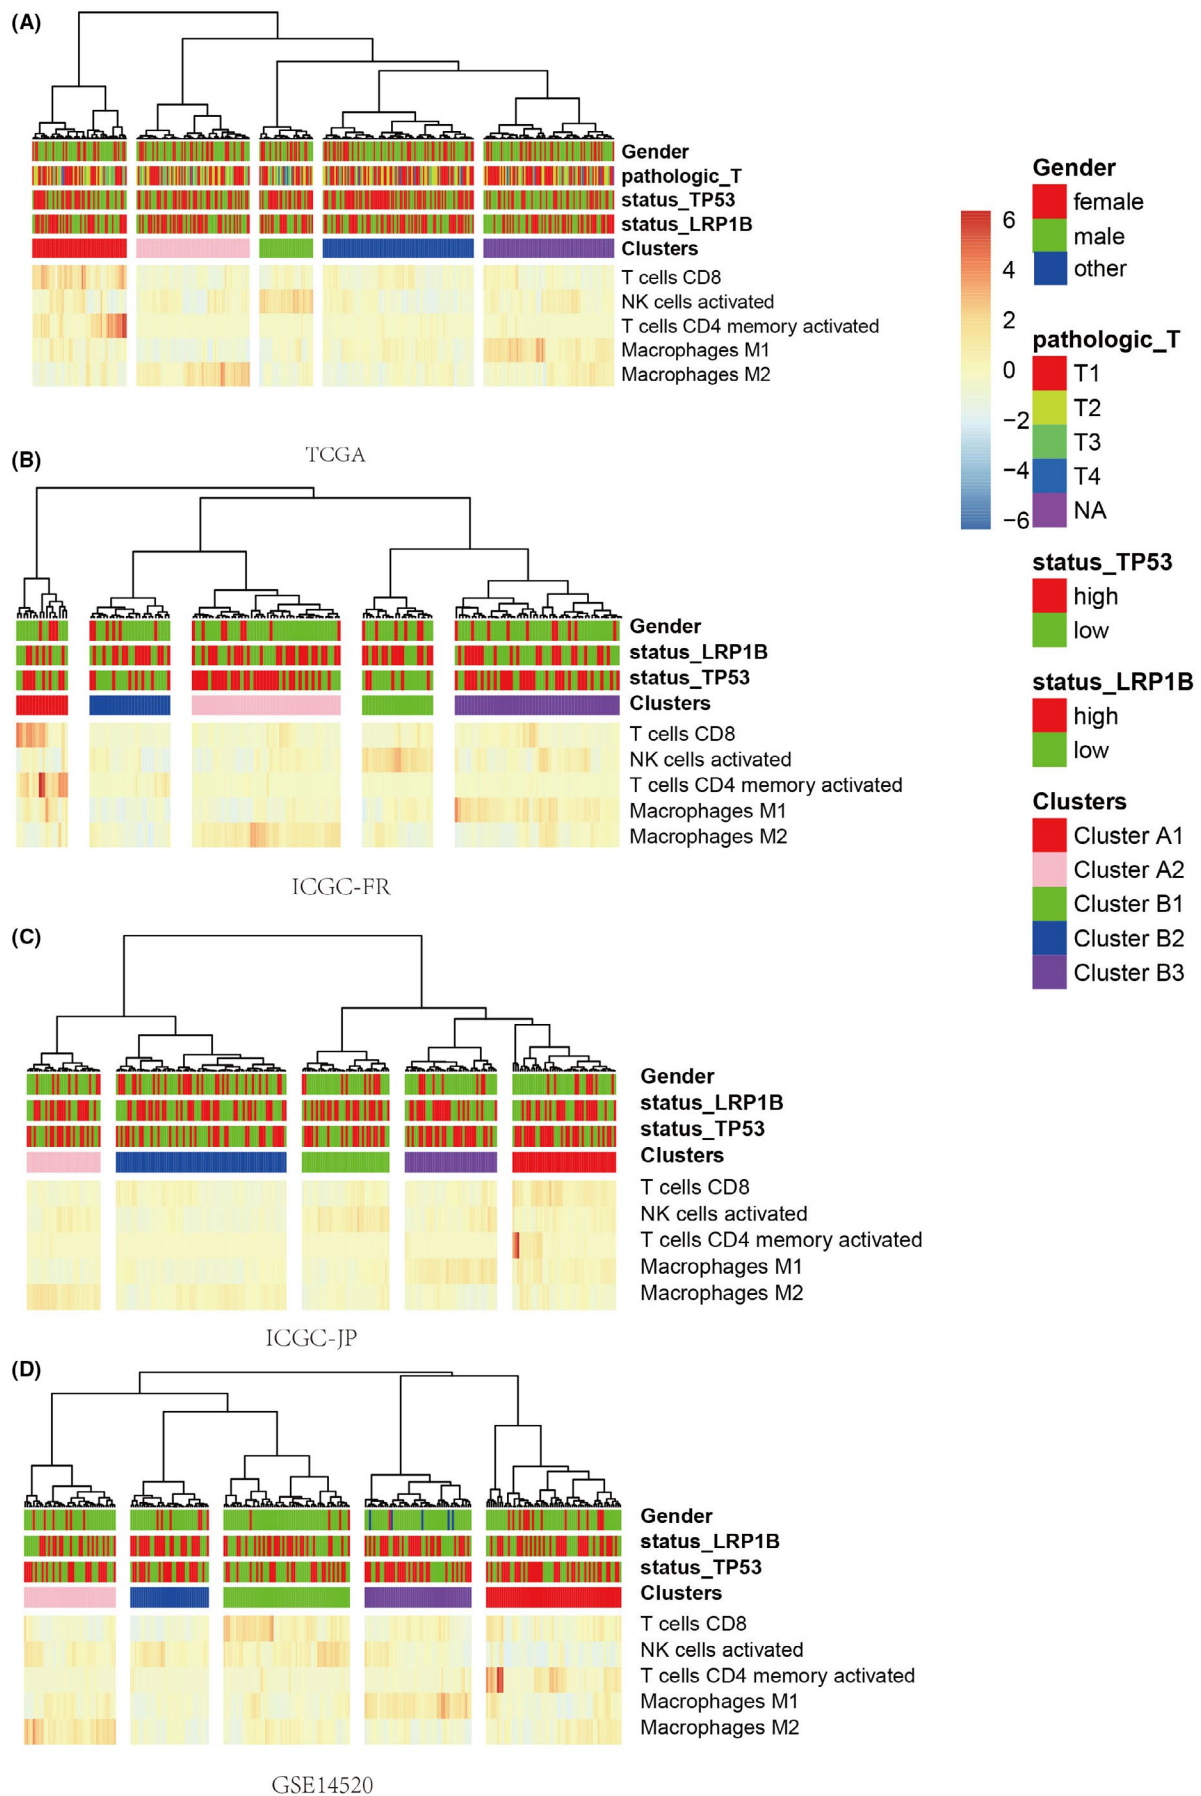 (A)
Gender
pathologic_T
status_TP53
status_LRP1B
Clusters
T cells CD8
NK cells activated
T cells CD4 memory activated
Macrophages M1
Macrophages M2
TCGA
(B)
Gender
status_LRP1B
status_TP53
Clusters
T cells CD8
NK cells activated
T cells CD4 memory activated
Macrophages M1
Macrophages M2
ICGC-FR
(C)
Gender
status_LRP1B
status_TP53
Clusters
T cells CD8
NK cells activated
T cells CD4 memory activated
Macrophages M1
Macrophages M2
ICGC-JP
(D)
Gender
status_LRP1B
status_TP53
Clusters
T cells CD8
NK cells activated
T cells CD4 memory activated
Macrophages M1
Macrophages M2
GSE14520
6
4
2
0
−2
−4
−6
Gender
female
male
other
pathologic_T
T1
T2
T3
T4
NA
status_TP53
high
low
status_LRP1B
high
low
Clusters
Cluster A1
Cluster A2
Cluster B1
Cluster B2
Cluster B3